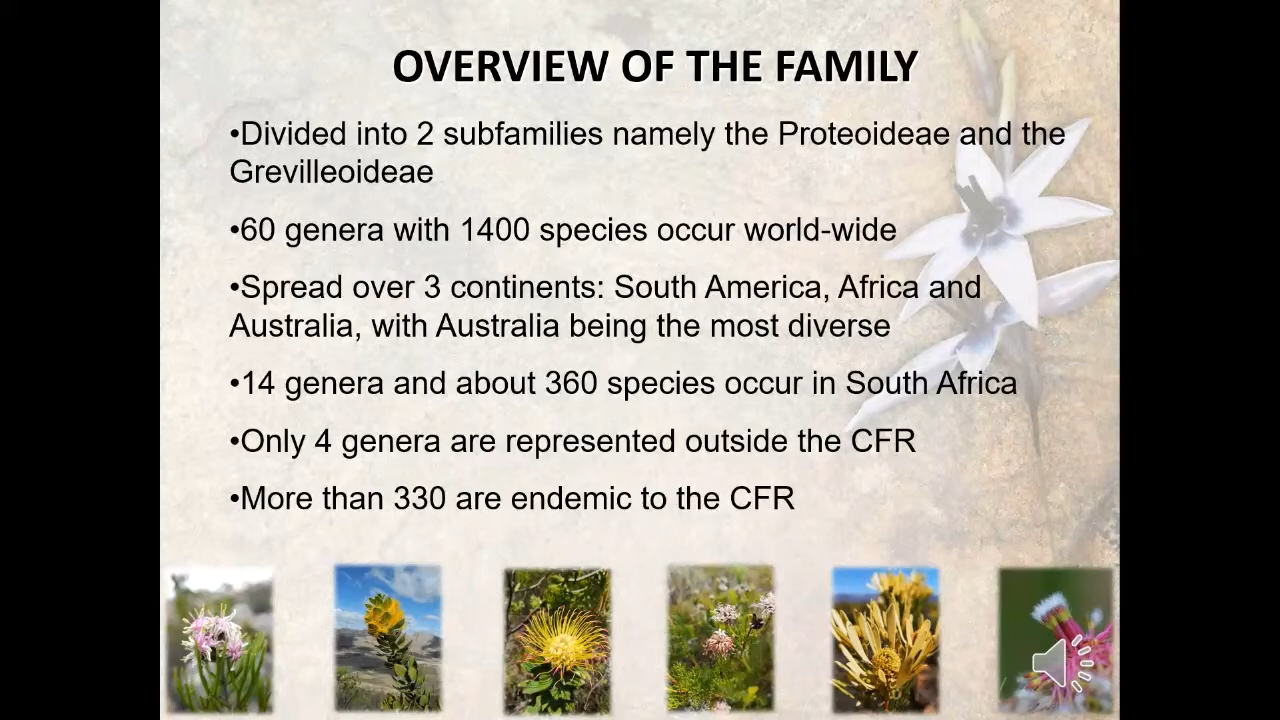 OVERVIEW OF THE FAMILY
•Divided into 2 subfamilies namely the Proteoideae and the
Grevilleoideae
•60 genera with 1400 species occur world-wide
•Spread over 3 continents: South America, Africa and
Australia, with Australia being the most diverse
•14 genera and about 360 species occur in South Africa
•Only 4 genera are represented outside the CFR
•More than 330 are endemic to the CFR